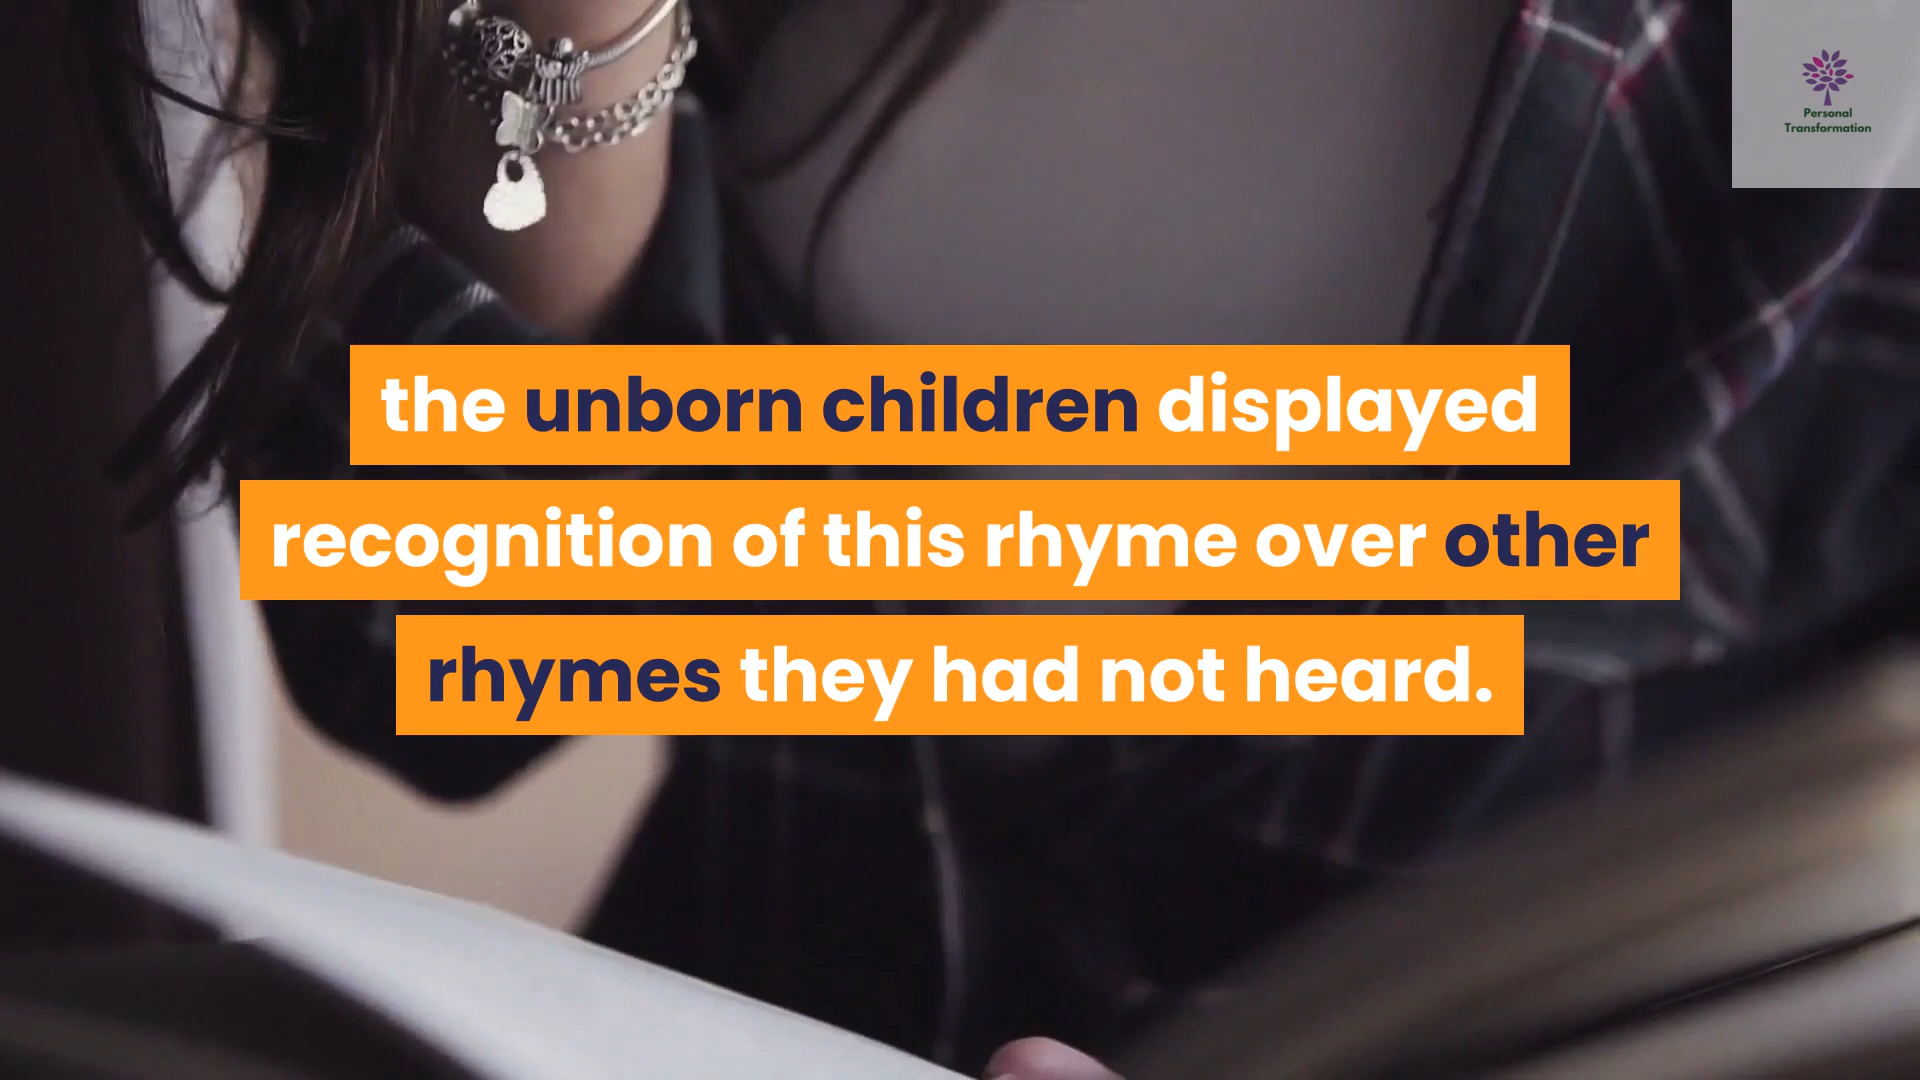 Personal
Transformation
the unborn children displayed
recognition of this rhyme over other
rhymes they had not heard.